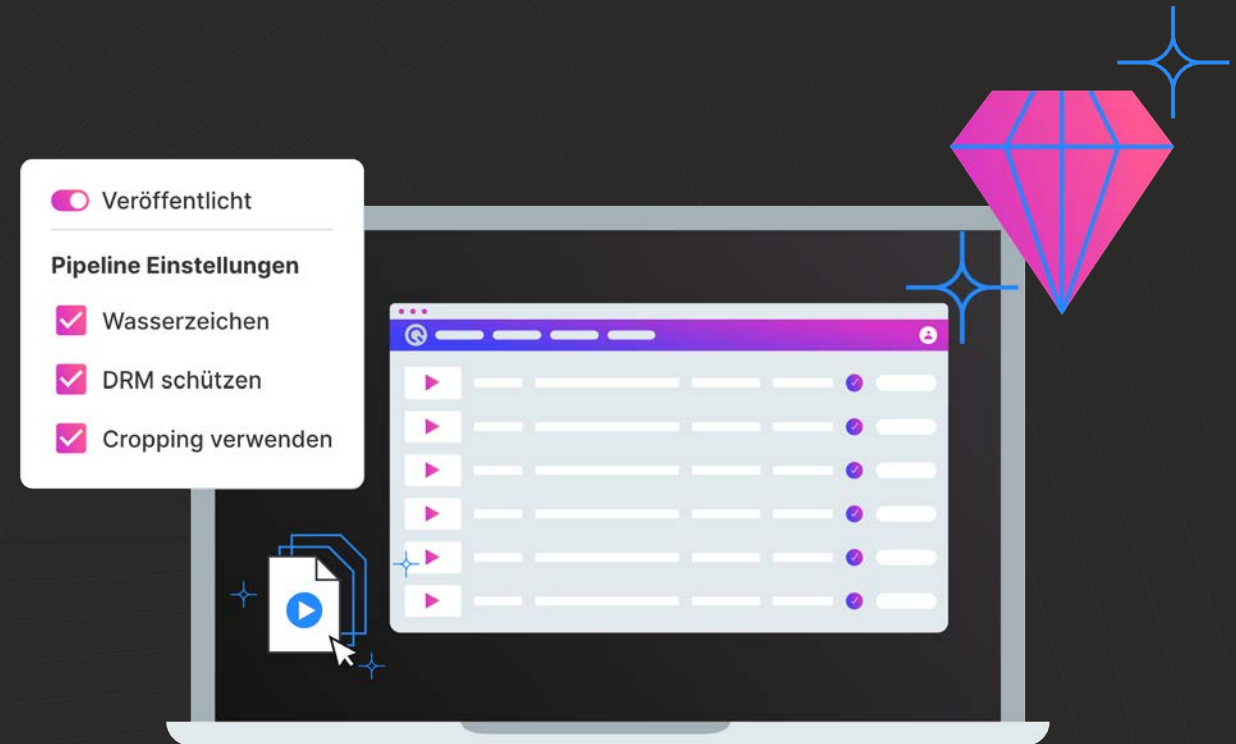 Veröffentlicht
Pipeline Einstellungen
Wasserzeichen
DRM schützen
Cropping verwenden